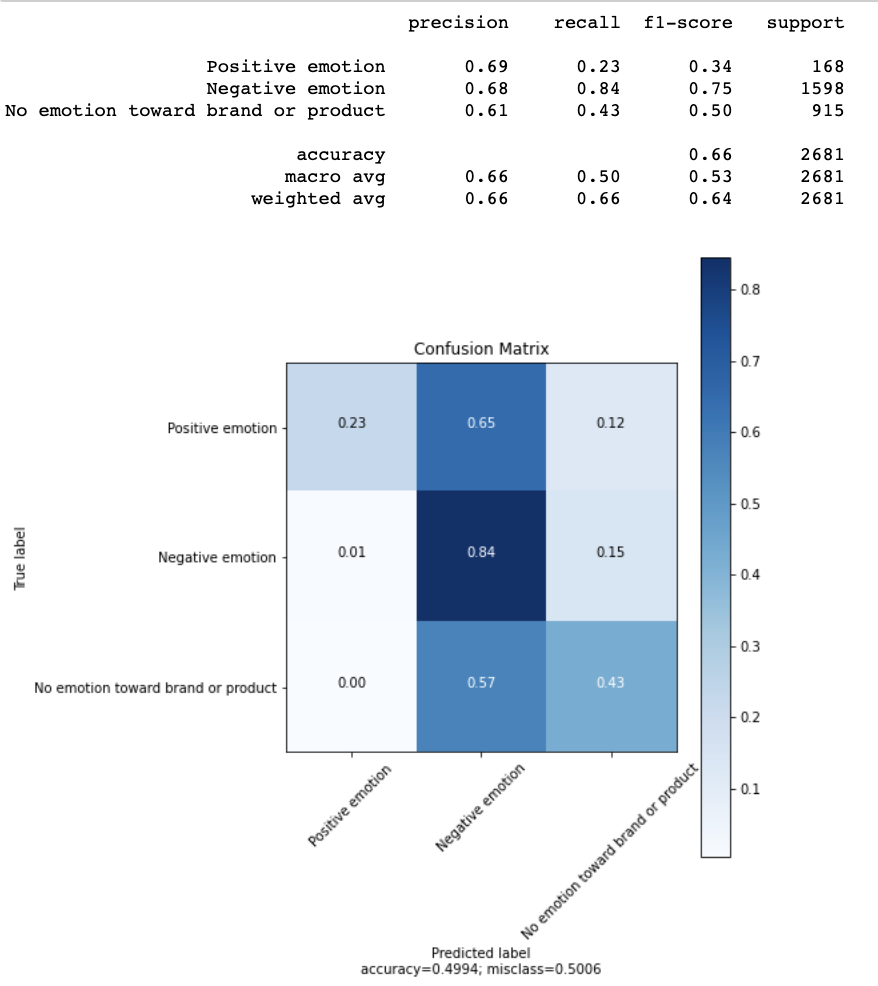 precision recall f1-score support
Positive emotion 0.69 0.23 0.34 168
Negative emotion 0.68 0.84 0.75 1598
No emotion toward brand or product 0.61 0.43 0.50 915
accuracy 0.66 2681
macro avg 0.66 0.50 0.53 2681
weighted avg 0.66 0.66 0.64 2681
Confusion Matrix
True label
Positive emotion 0.23 0.65 0.12
Negative emotion 0.01 0.84 0.15
No emotion toward brand or product 0.00 0.57 0.43
Positive emotion
Negative emotion
No emotion toward brand or product
Predicted label
accuracy=0.4994; misclass=0.5006
0.8
0.7
0.6
0.5
0.4
0.3
0.2
0.1